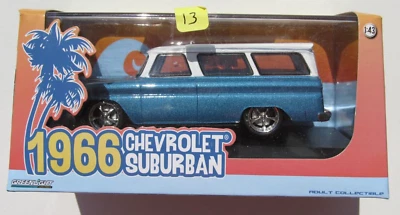 13
1:43
1966
CHEVROLET®
SUBURBAN
GREENLIGHT
ADULT COLLECTIBLE